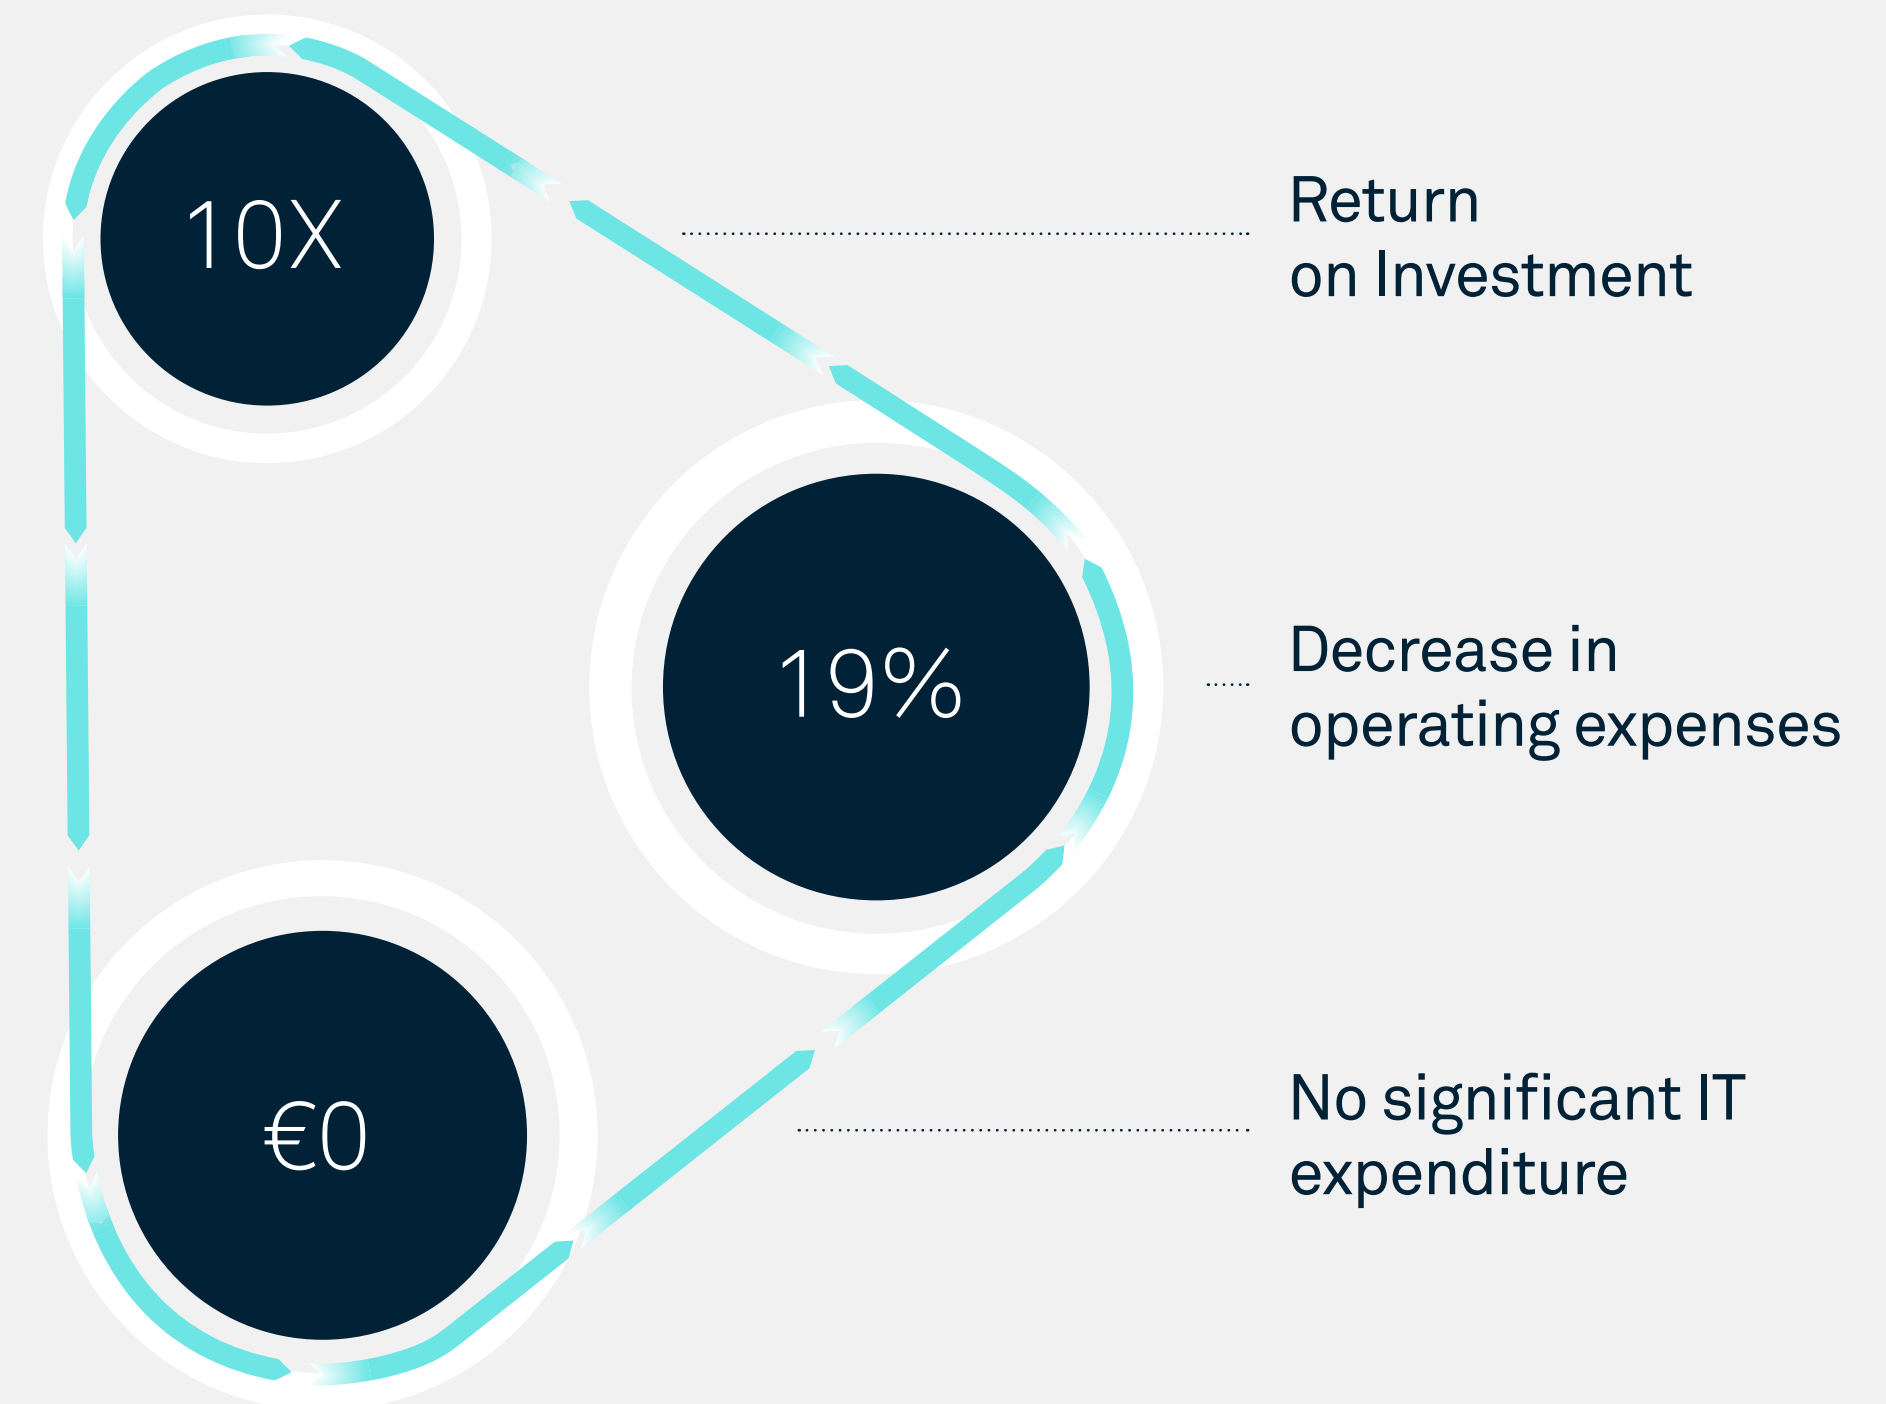 10X
Return
on Investment
19%
Decrease in
operating expenses
€0
No significant IT
expenditure